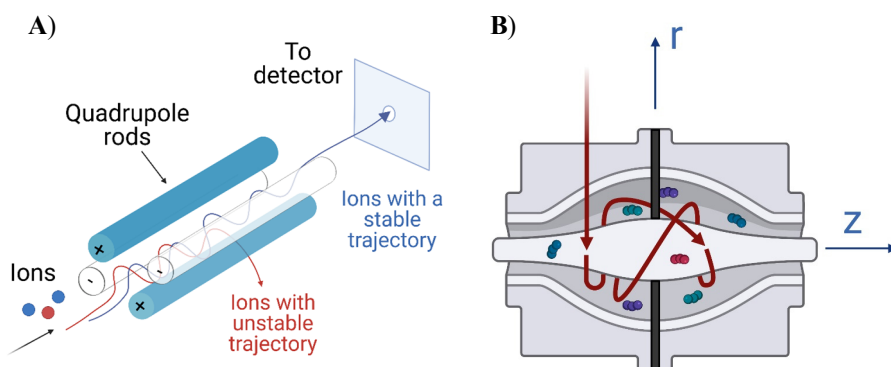 A)
To
detector
Quadrupole
rods
Ions with a
stable
trajectory
Ions
+
-
-
+
Ions with
unstable
trajectory
B)
r
z